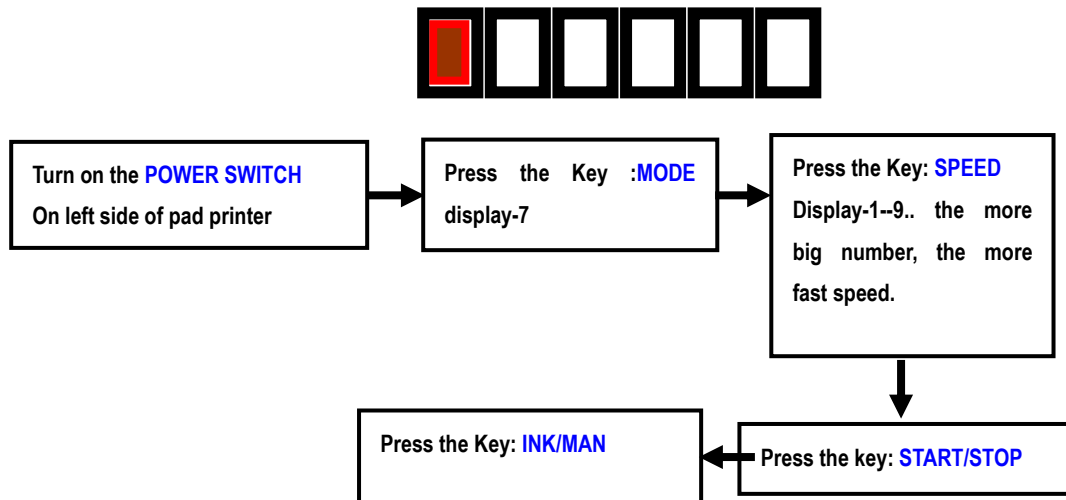 Turn on the POWER SWITCH
On left side of pad printer
Press the Key :MODE
display-7
Press the Key: SPEED
Display-1--9.. the more
big number, the more
fast speed.
Press the key: START/STOP
Press the Key: INK/MAN